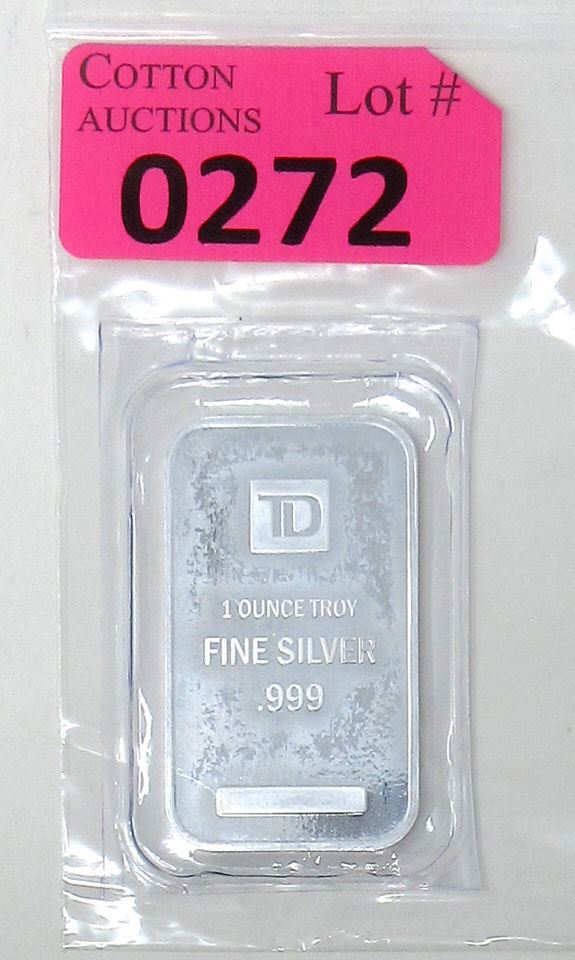 COTTON
AUCTIONS
Lot #
0272
TD
1 OUNCE TROY
FINE SILVER
.999